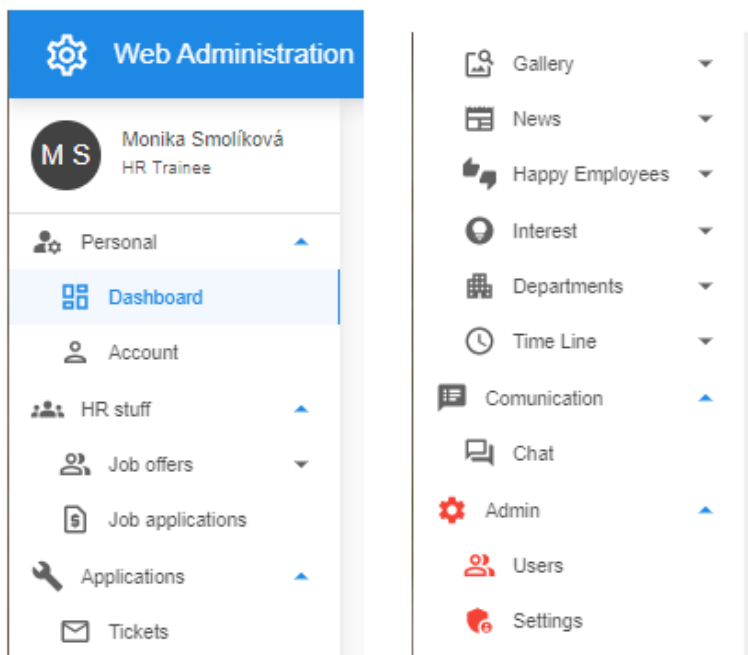 Web Administration
M S
Monika Smolíková
HR Trainee
Personal
Dashboard
Account
HR stuff
Job offers
Job applications
Applications
Tickets
Gallery
News
Happy Employees
Interest
Departments
Time Line
Comunication
Chat
Admin
Users
Settings